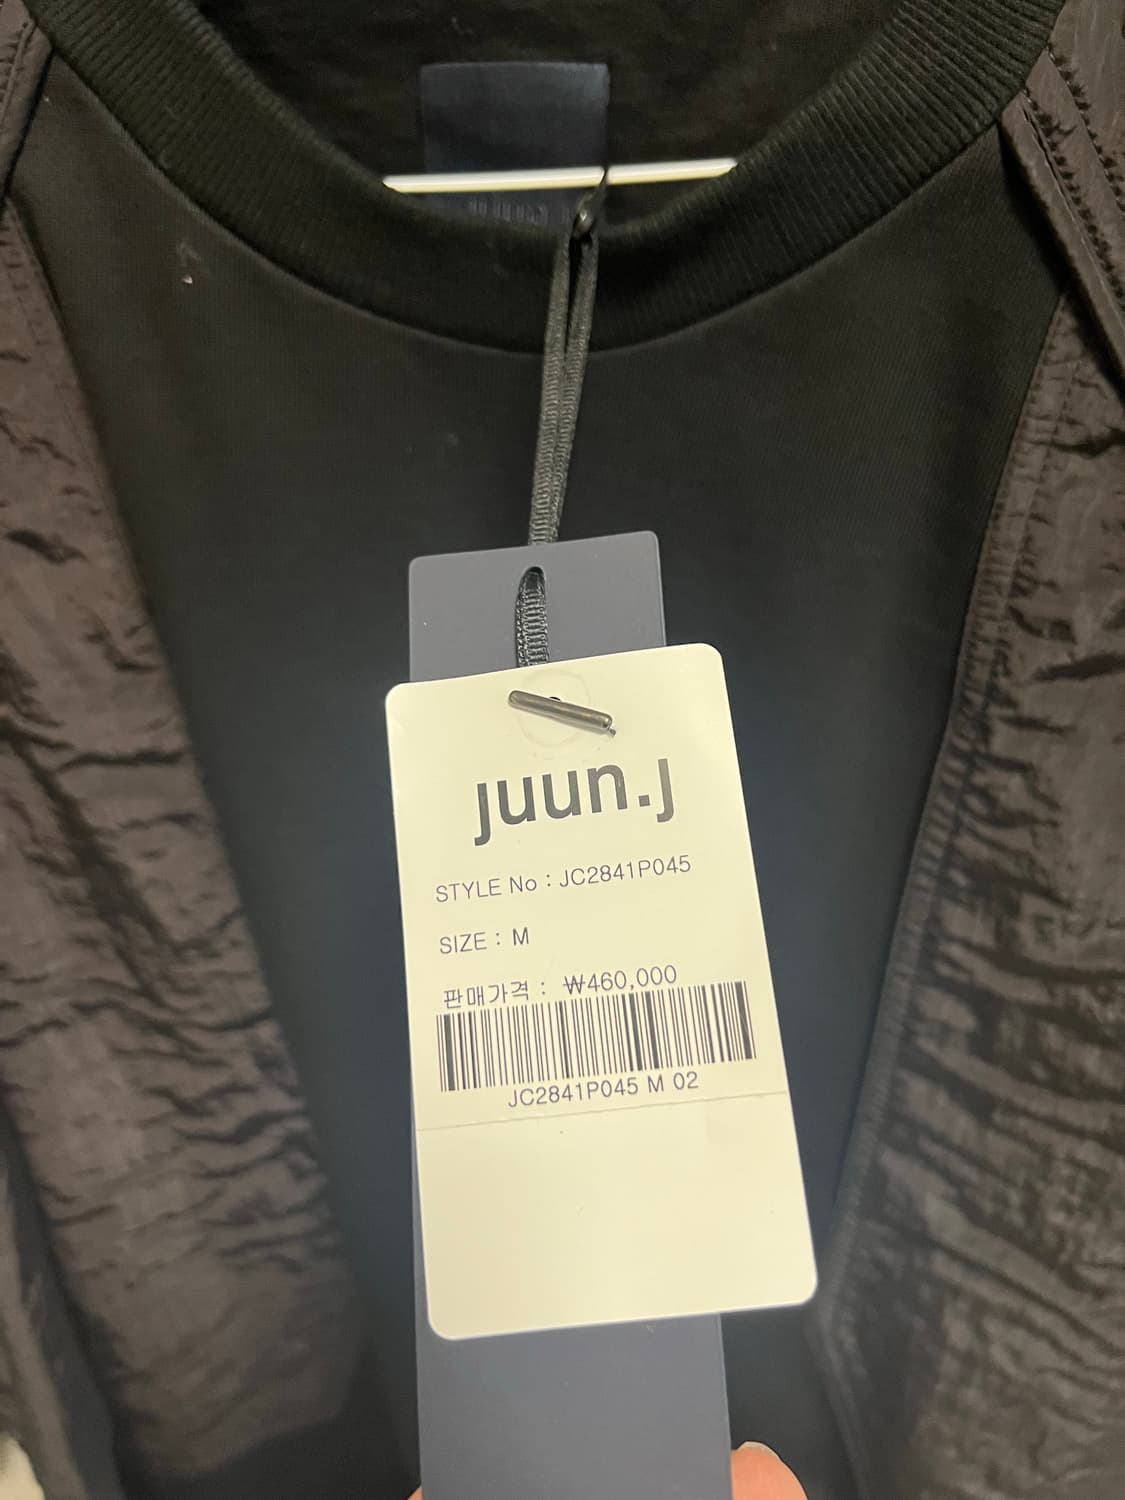 juun.j
STYLE No : JC2841P045
SIZE : M
판매가격 : ₩460,000
JC2841P045 M 02